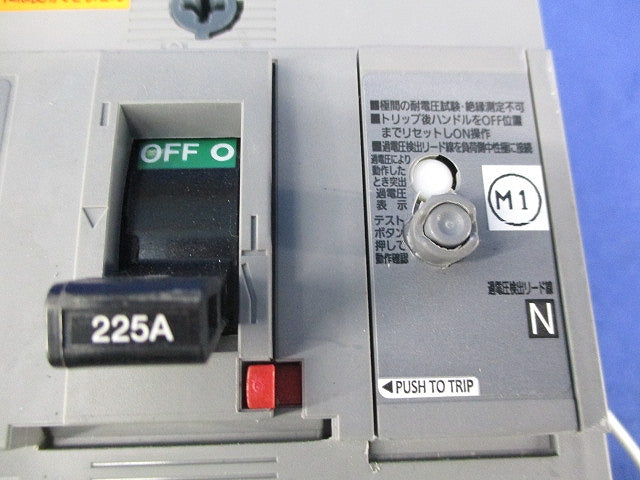 OFF O
225A
■極間の耐電圧試験・絶縁測定不可
■トリップ後ハンドルをOFF位置
までリセットしON操作
■過電圧検出リード線を負荷側中性極に接続
過電圧により
動作した
とき突出
過電圧
表示
テスト
ボタン
押して
動作確認
M1
過電圧検出リード線
N
◀PUSH TO TRIP